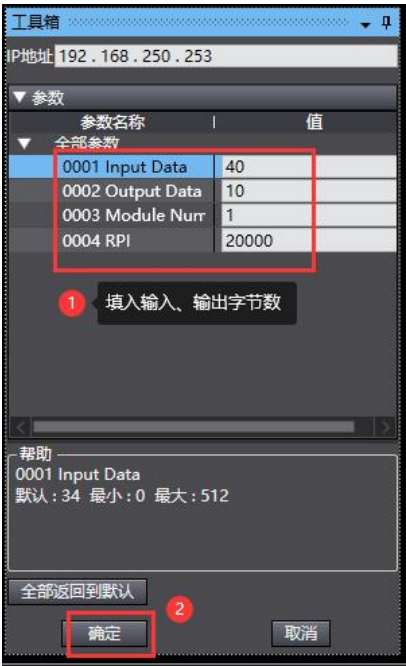 工具箱
IP地址 192 . 168 . 250 . 253
▼ 参数
参数名称 值
▼ 全部参数
0001 Input Data 40
0002 Output Data 10
0003 Module Num 1
0004 RPI 20000
1 填入输入、输出字节数
帮助
0001 Input Data
默认 : 34 最小 : 0 最大 : 512
全部返回到默认
2
确定 取消